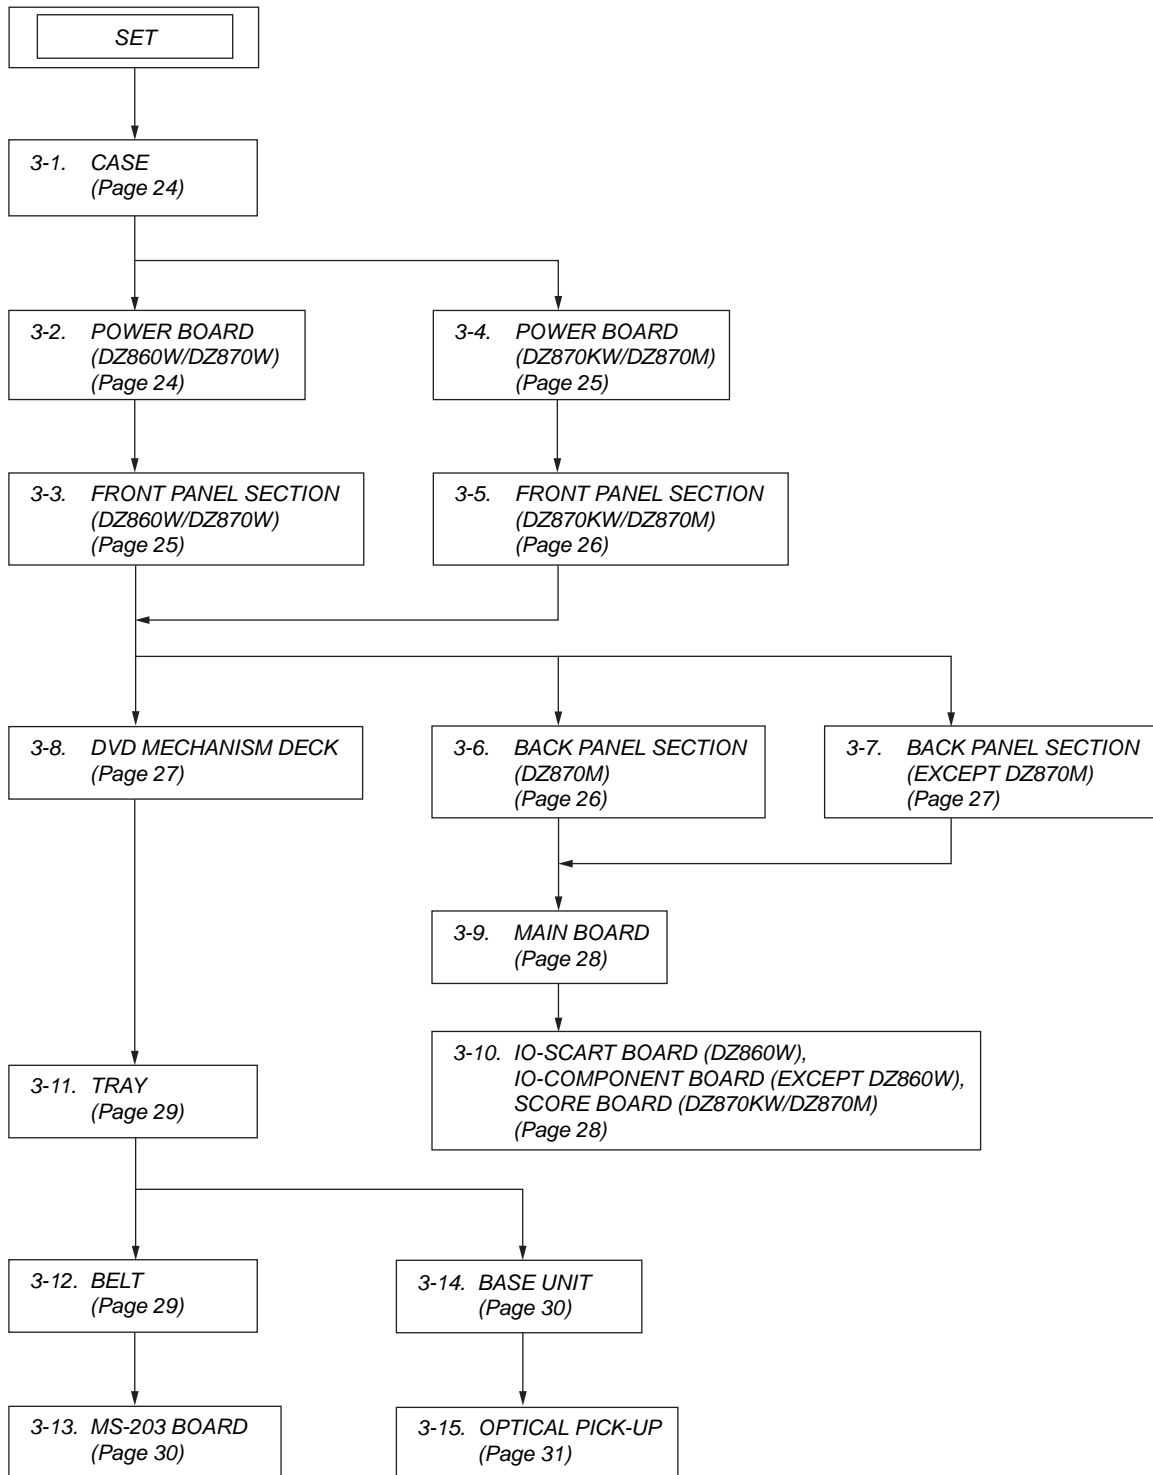 SET
3-1. CASE
(Page 24)
3-2. POWER BOARD
(DZ860W/DZ870W)
(Page 24)
3-4. POWER BOARD
(DZ870KW/DZ870M)
(Page 25)
3-3. FRONT PANEL SECTION
(DZ860W/DZ870W)
(Page 25)
3-5. FRONT PANEL SECTION
(DZ870KW/DZ870M)
(Page 26)
3-8. DVD MECHANISM DECK
(Page 27)
3-6. BACK PANEL SECTION
(DZ870M)
(Page 26)
3-7. BACK PANEL SECTION
(EXCEPT DZ870M)
(Page 27)
3-9. MAIN BOARD
(Page 28)
3-10. IO-SCART BOARD (DZ860W),
IO-COMPONENT BOARD (EXCEPT DZ860W),
SCORE BOARD (DZ870KW/DZ870M)
(Page 28)
3-11. TRAY
(Page 29)
3-12. BELT
(Page 29)
3-14. BASE UNIT
(Page 30)
3-13. MS-203 BOARD
(Page 30)
3-15. OPTICAL PICK-UP
(Page 31)